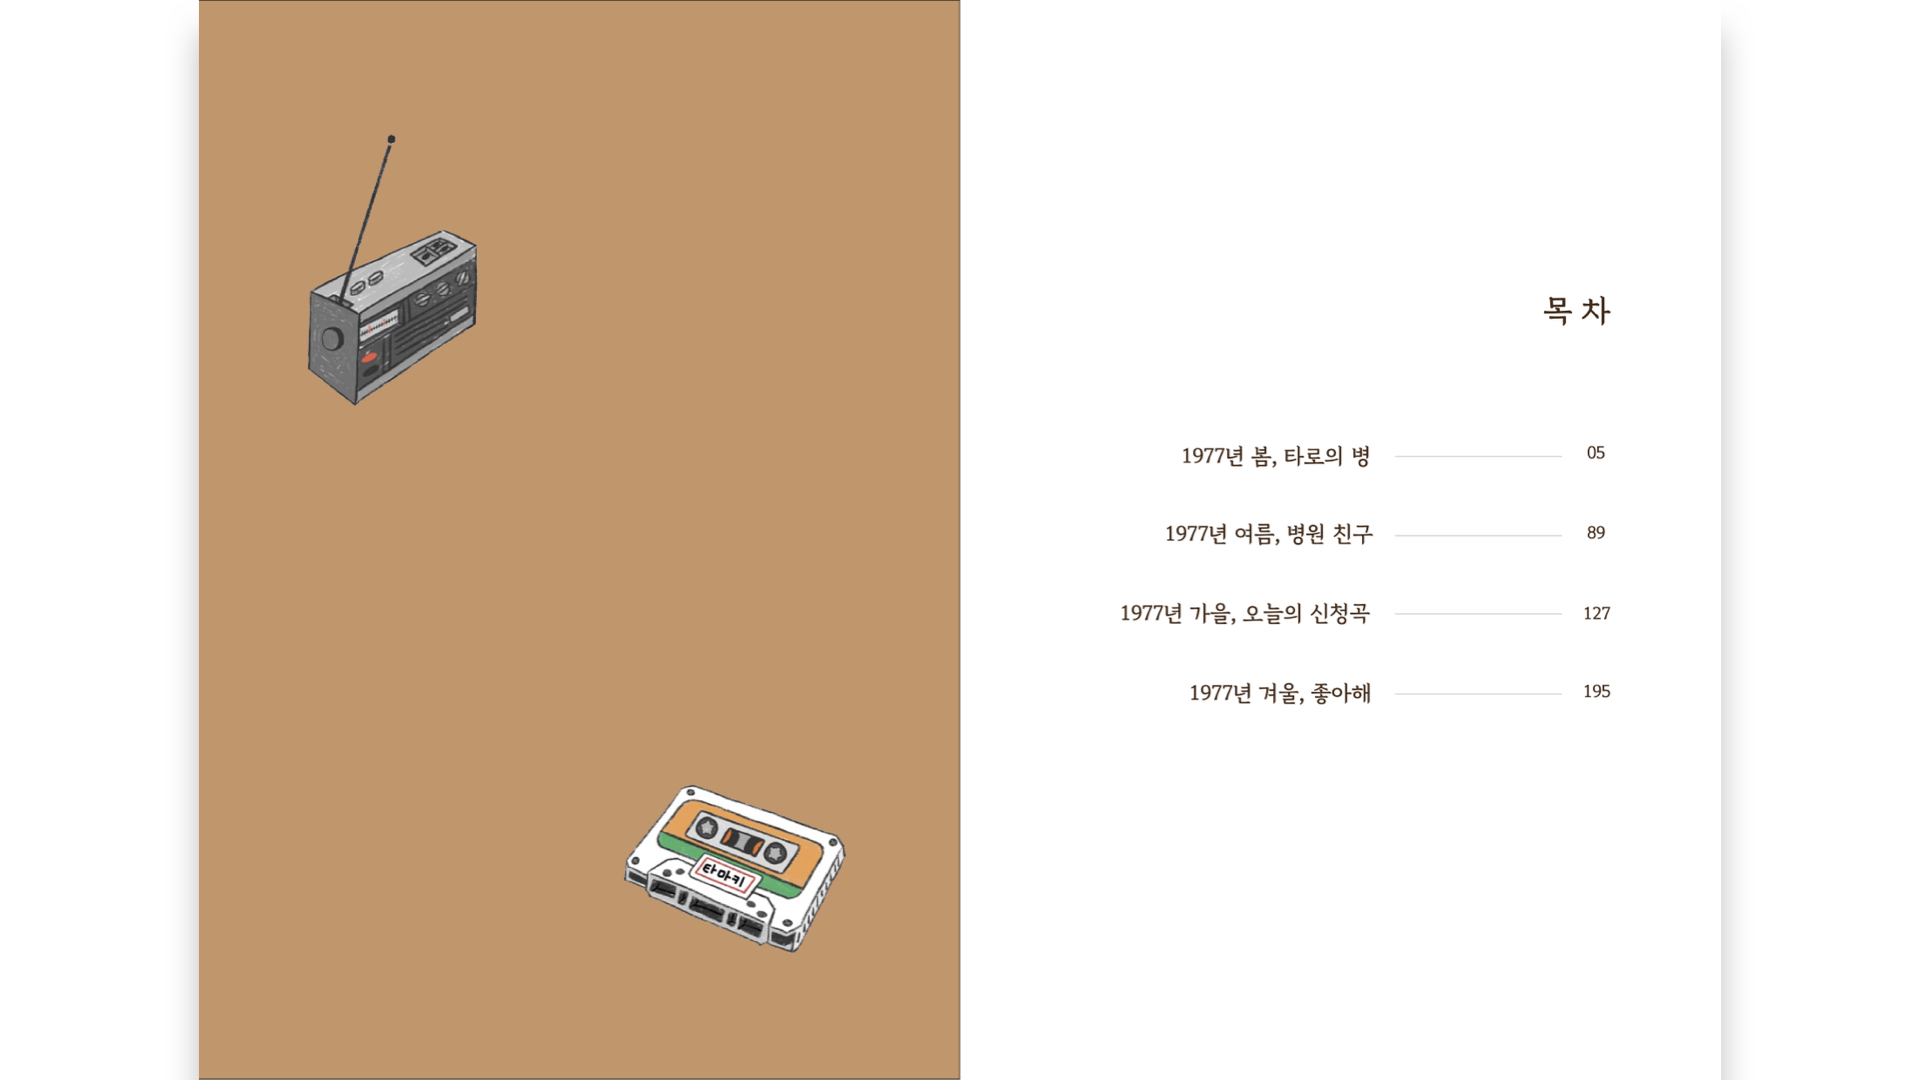 타마키
목 차
1977년 봄, 타로의 병 05
1977년 여름, 병원 친구 89
1977년 가을, 오늘의 신청곡 127
1977년 겨울, 좋아해 195